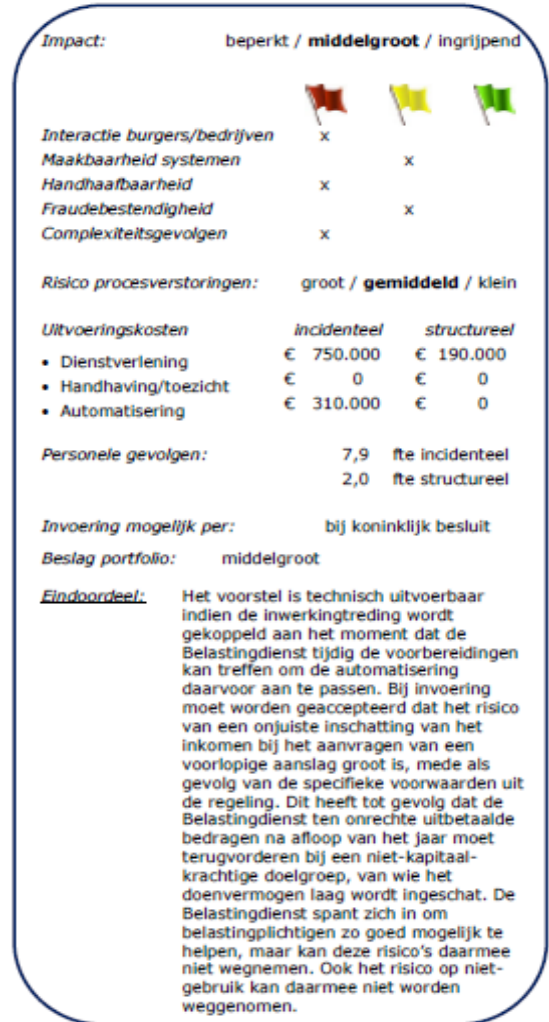 Impact: beperkt / middelgroot / ingrijpend
Interactie burgers/bedrijven x
Maakbaarheid systemen x
Handhaafbaarheid x
Fraudebestendigheid x
Complexiteitsgevolgen x
Risico procesverstoringen: groot / gemiddeld / klein
Uitvoeringskosten incidenteel structureel
• Dienstverlening € 750.000 € 190.000
• Handhaving/toezicht € 0 € 0
• Automatisering € 310.000 € 0
Personele gevolgen: 7,9 fte incidenteel
2,0 fte structureel
Invoering mogelijk per: bij koninklijk besluit
Beslag portfolio: middelgroot
Eindoordeel: Het voorstel is technisch uitvoerbaar
indien de inwerkingtreding wordt
gekoppeld aan het moment dat de
Belastingdienst tijdig de voorbereidingen
kan treffen om de automatisering
daarvoor aan te passen. Bij invoering
moet worden geaccepteerd dat het risico
van een onjuiste inschatting van het
inkomen bij het aanvragen van een
voorlopige aanslag groot is, mede als
gevolg van de specifieke voorwaarden uit
de regeling. Dit heeft tot gevolg dat de
Belastingdienst ten onrechte uitbetaalde
bedragen na afloop van het jaar moet
terugvorderen bij een niet-kapitaal-
krachtige doelgroep, van wie het
doenvermogen laag wordt ingeschat. De
Belastingdienst spant zich in om
belastingplichtigen zo goed mogelijk te
helpen, maar kan deze risico's daarmee
niet wegnemen. Ook het risico op niet-
gebruik kan daarmee niet worden
weggenomen.